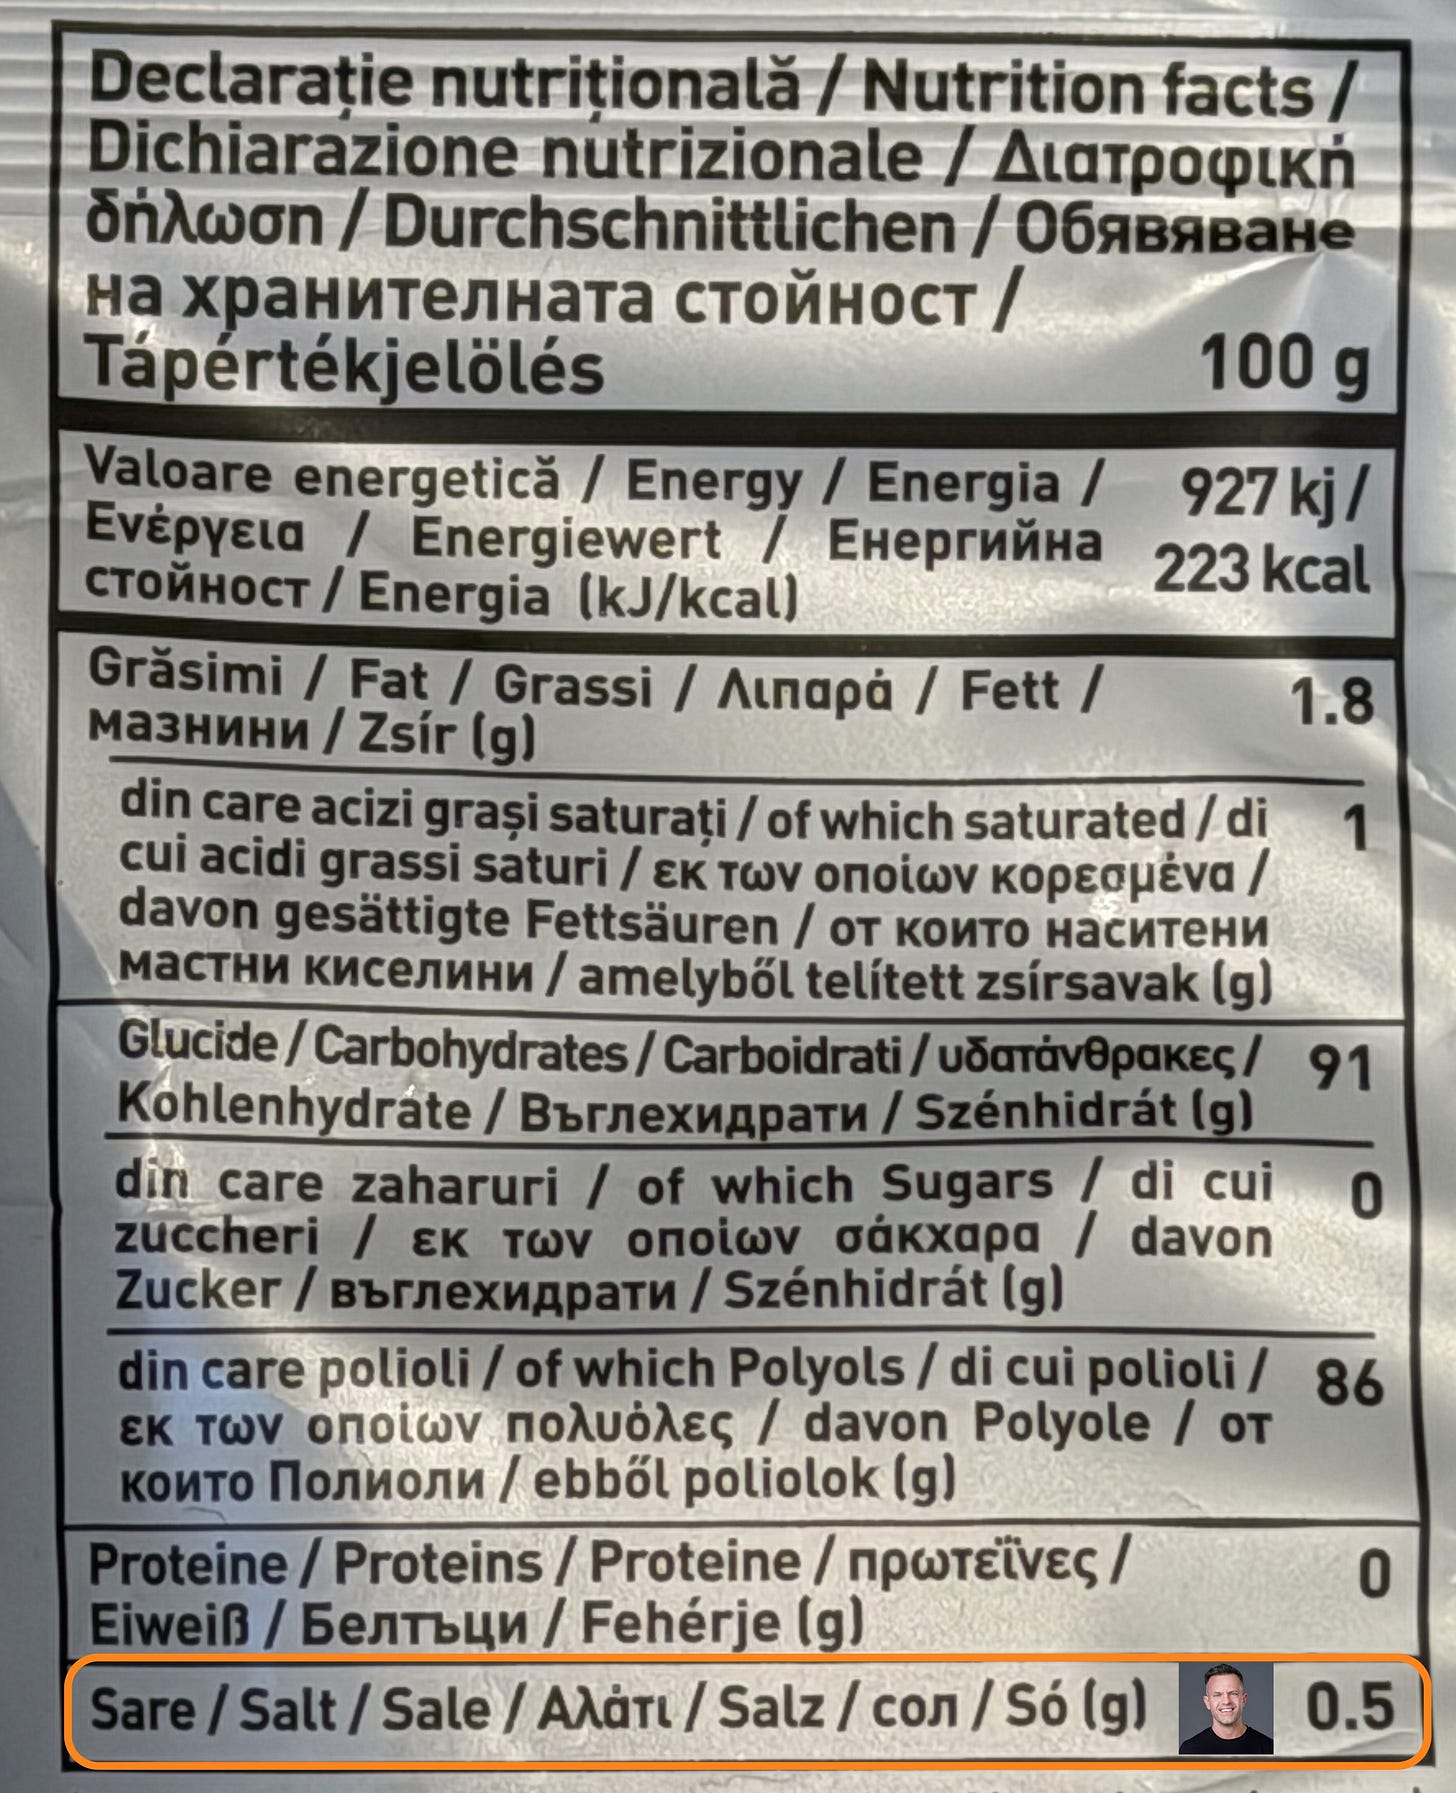 Declarație nutrițională / Nutrition facts /
Dichiarazione nutrizionale / Διατροφική
δήλωση / Durchschnittlichen / Обявяване
на хранителната стойност /
Tápértékjelölés 100 g
Valoare energetică / Energy / Energia / 927 kj /
Ενέργεια / Energiewert / Енергийна 223 kcal
стойност / Energia (kJ/kcal)
Grăsimi / Fat / Grassi / Λιπαρά / Fett / 1.8
мазнини / Zsír (g)
din care acizi grași saturați / of which saturated / di 1
cui acidi grassi saturi / εκ των οποίων κορεσμένα /
davon gesättigte Fettsäuren / от които наситени
мастни киселини / amelyből telített zsírsavak (g)
Glucide / Carbohydrates / Carboidrati / υδατάνθρακες / 91
Kohlenhydrate / Въглехидрати / Szénhidrát (g)
din care zaharuri / of which Sugars / di cui 0
zuccheri / εκ των οποίων σάκχαρα / davon
Zucker / въглехидрати / Szénhidrát (g)
din care polioli / of which Polyols / di cui polioli / 86
εκ των οποίων πολυόλες / davon Polyole / от
които Полиоли / ebből poliolok (g)
Proteine / Proteins / Proteine / πρωτεΐνες / 0
Eiweiß / Белтъци / Fehérje (g)
Sare / Salt / Sale / Αλάτι / Salz / сол / Só (g) 0.5